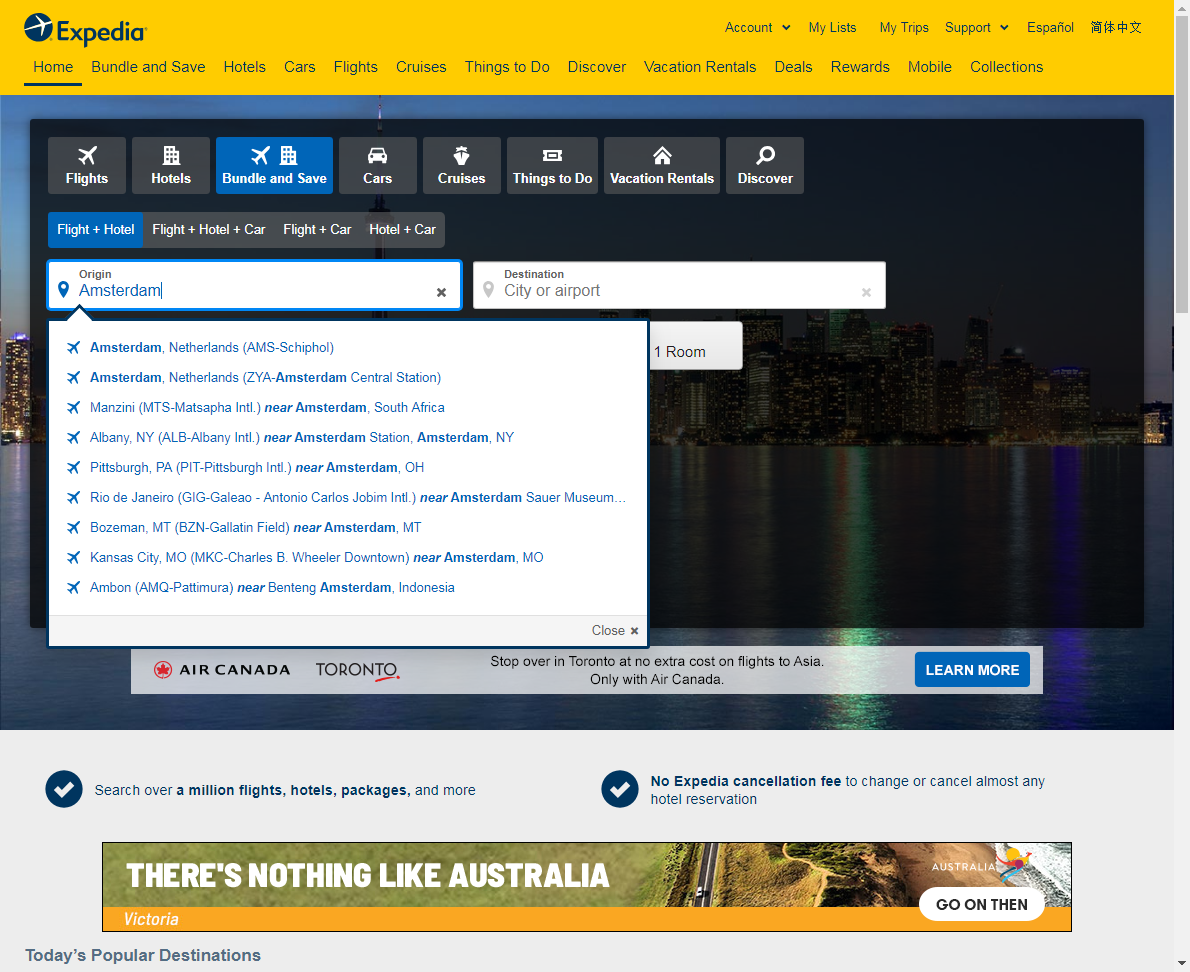 Expedia
Account
My Lists
My Trips
Support
Español
简体中文
Home
Bundle and Save
Hotels
Cars
Flights
Cruises
Things to Do
Discover
Vacation Rentals
Deals
Rewards
Mobile
Collections
Flights
Hotels
Bundle and Save
Cars
Cruises
Things to Do
Vacation Rentals
Discover
Flight + Hotel
Flight + Hotel + Car
Flight + Car
Hotel + Car
Origin
Amsterdam
Destination
City or airport
1 Room
Amsterdam, Netherlands (AMS-Schiphol)
Amsterdam, Netherlands (ZYA-Amsterdam Central Station)
Manzini (MTS-Matsapha Intl.) near Amsterdam, South Africa
Albany, NY (ALB-Albany Intl.) near Amsterdam Station, Amsterdam, NY
Pittsburgh, PA (PIT-Pittsburgh Intl.) near Amsterdam, OH
Rio de Janeiro (GIG-Galeao - Antonio Carlos Jobim Intl.) near Amsterdam Sauer Museum...
Bozeman, MT (BZN-Gallatin Field) near Amsterdam, MT
Kansas City, MO (MKC-Charles B. Wheeler Downtown) near Amsterdam, MO
Ambon (AMQ-Pattimura) near Benteng Amsterdam, Indonesia
Close
AIR CANADA
TORONTO
Stop over in Toronto at no extra cost on flights to Asia.
Only with Air Canada.
LEARN MORE
Search over a million flights, hotels, packages, and more
No Expedia cancellation fee to change or cancel almost any
hotel reservation
THERE'S NOTHING LIKE AUSTRALIA
Victoria
AUSTRALIA
GO ON THEN
Today's Popular Destinations